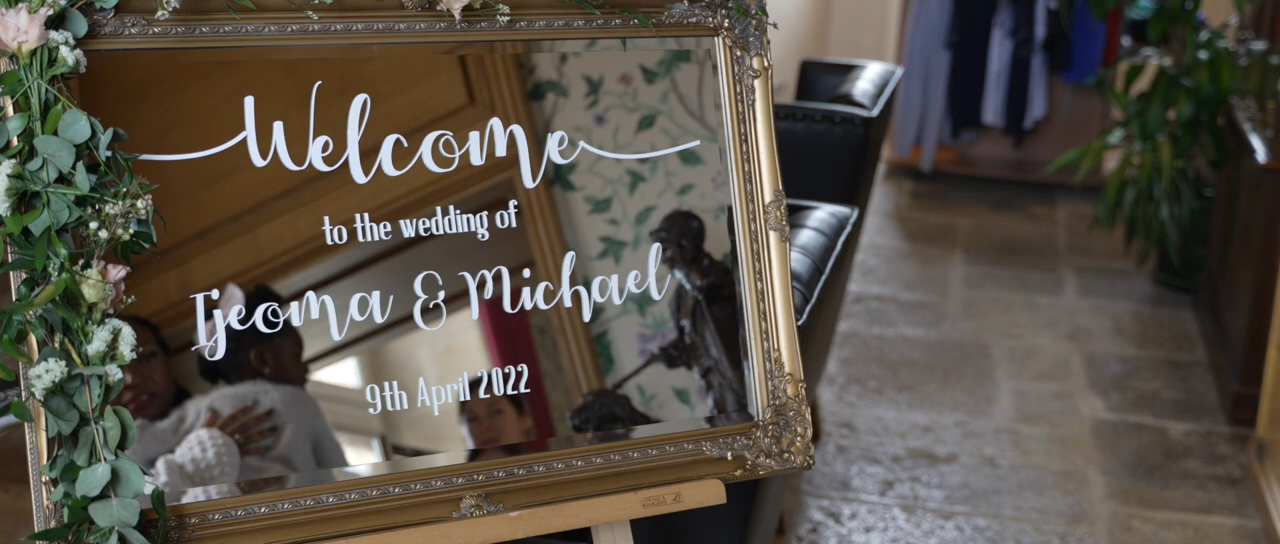 Welcome
to the wedding of
Ijeoma & Michael
9th April 2022